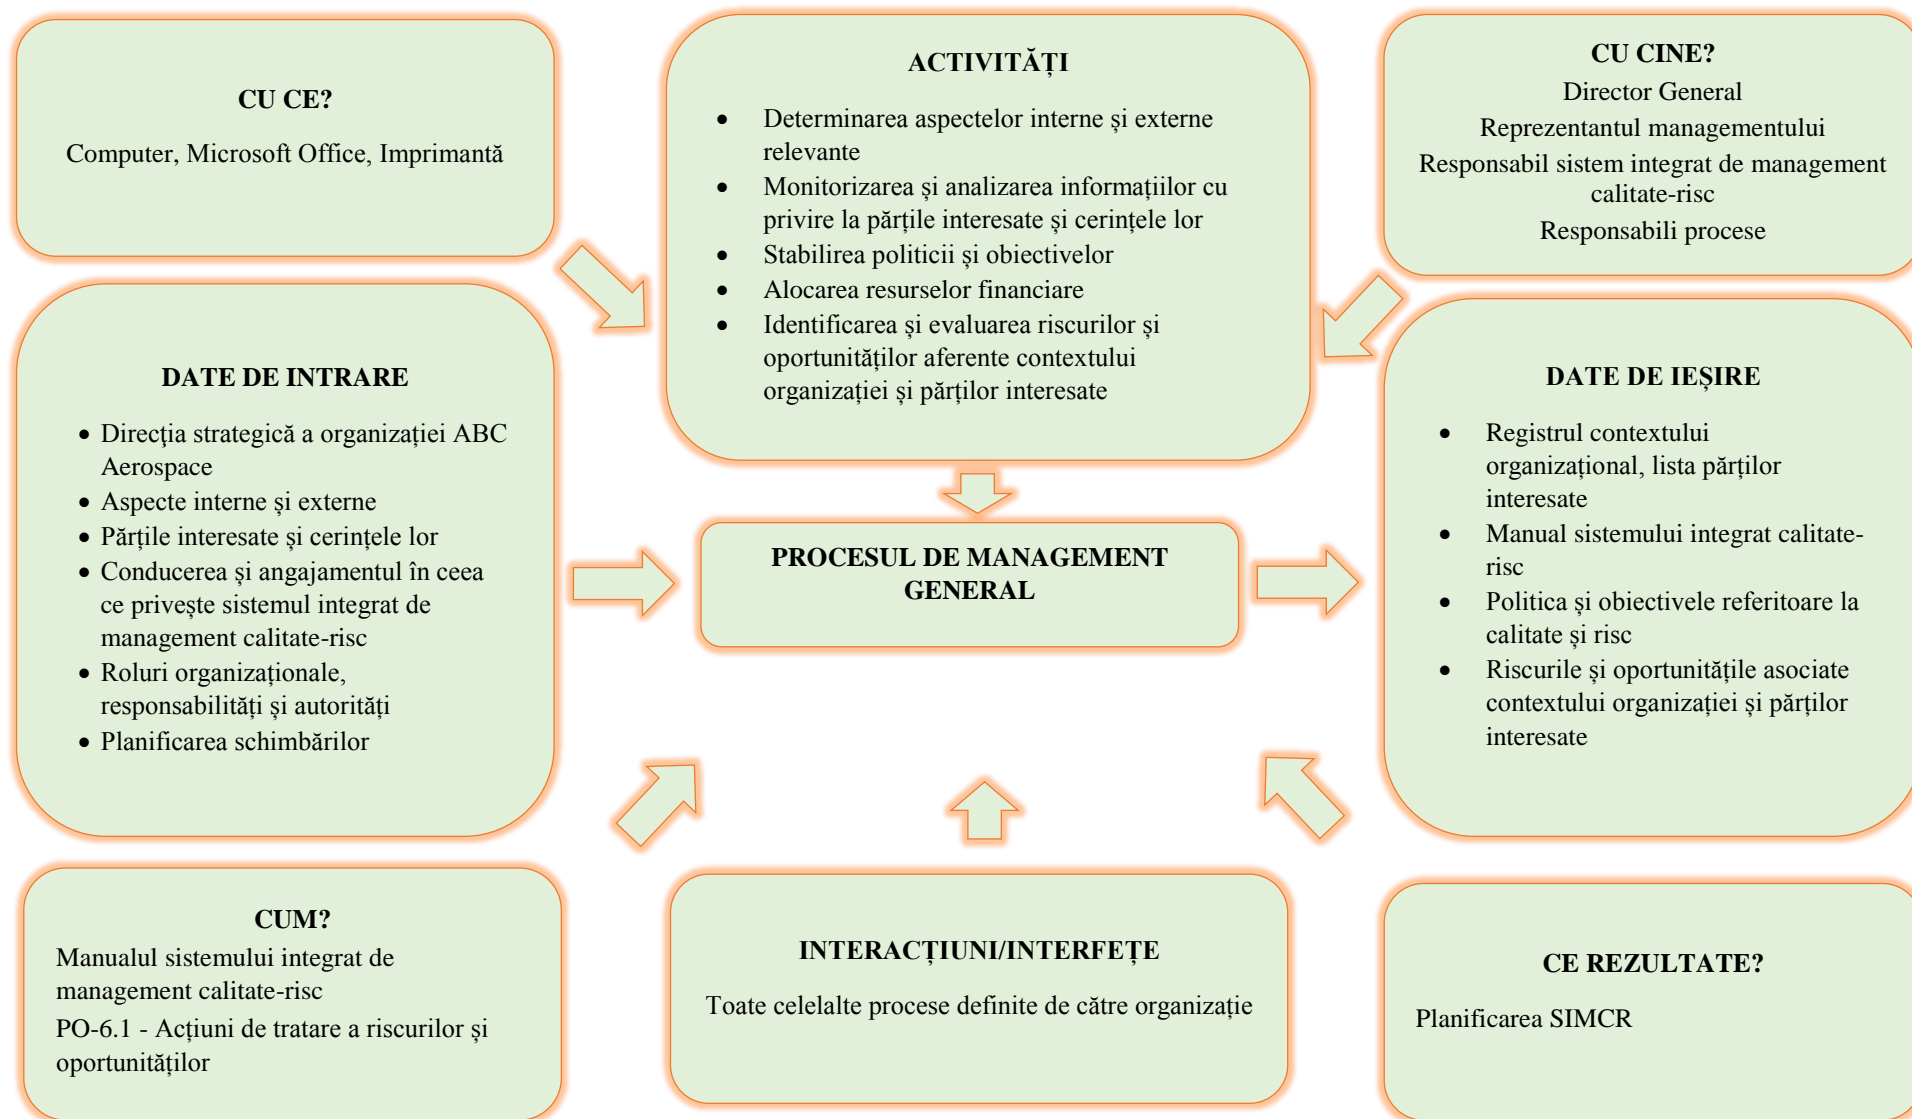 CU CE?
Computer, Microsoft Office, Imprimantă
ACTIVITĂȚI
• Determinarea aspectelor interne și externe
relevante
• Monitorizarea și analizarea informațiilor cu
privire la părțile interesate și cerințele lor
• Stabilirea politicii și obiectivelor
• Alocarea resurselor financiare
• Identificarea și evaluarea riscurilor și
oportunităților aferente contextului
organizației și părților interesate
CU CINE?
Director General
Reprezentantul managementului
Responsabil sistem integrat de management
calitate-risc
Responsabili procese
DATE DE INTRARE
• Direcţia strategică a organizației ABC
Aerospace
• Aspecte interne și externe
• Părțile interesate și cerințele lor
• Conducerea și angajamentul în ceea
ce privește sistemul integrat de
management calitate-risc
• Roluri organizaționale,
responsabilități și autorități
• Planificarea schimbărilor
PROCESUL DE MANAGEMENT
GENERAL
DATE DE IEȘIRE
• Registrul contextului
organizațional, lista părților
interesate
• Manual sistemului integrat calitate-
risc
• Politica și obiectivele referitoare la
calitate și risc
• Riscurile și oportunitățile asociate
contextului organizației și părților
interesate
CUM?
Manualul sistemului integrat de
management calitate-risc
PO-6.1 - Acțiuni de tratare a riscurilor și
oportunităților
INTERACȚIUNI/INTERFEȚE
Toate celelalte procese definite de către organizație
CE REZULTATE?
Planificarea SIMCR